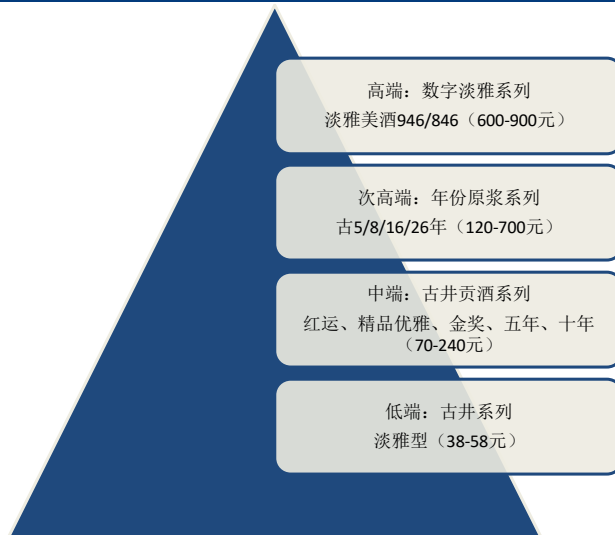 高端：数字淡雅系列
淡雅美酒946/846（600-900元）
次高端：年份原浆系列
古5/8/16/26年（120-700元）
中端：古井贡酒系列
红运、精品优雅、金奖、五年、十年
（70-240元）
低端：古井系列
淡雅型（38-58元）